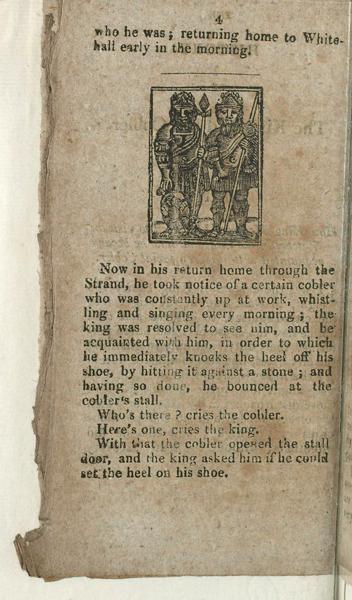 4
who he was; returning home to White-
hall early in the morning.
Now in his return home through the
Strand, he took notice of a certain cobler
who was constantly up at work, whist-
ling and singing every morning; the
king was resolved to see him, and be
acquainted with him, in order to which
he immediately knocks the heel off his
shoe, by hitting it against a stone; and
having so done, he bounced at the
cobler's stall.
Who's there? cries the cobler.
Here's one, cries the king.
With that the cobler opened the stall
door, and the king asked him if he could
set the heel on his shoe.